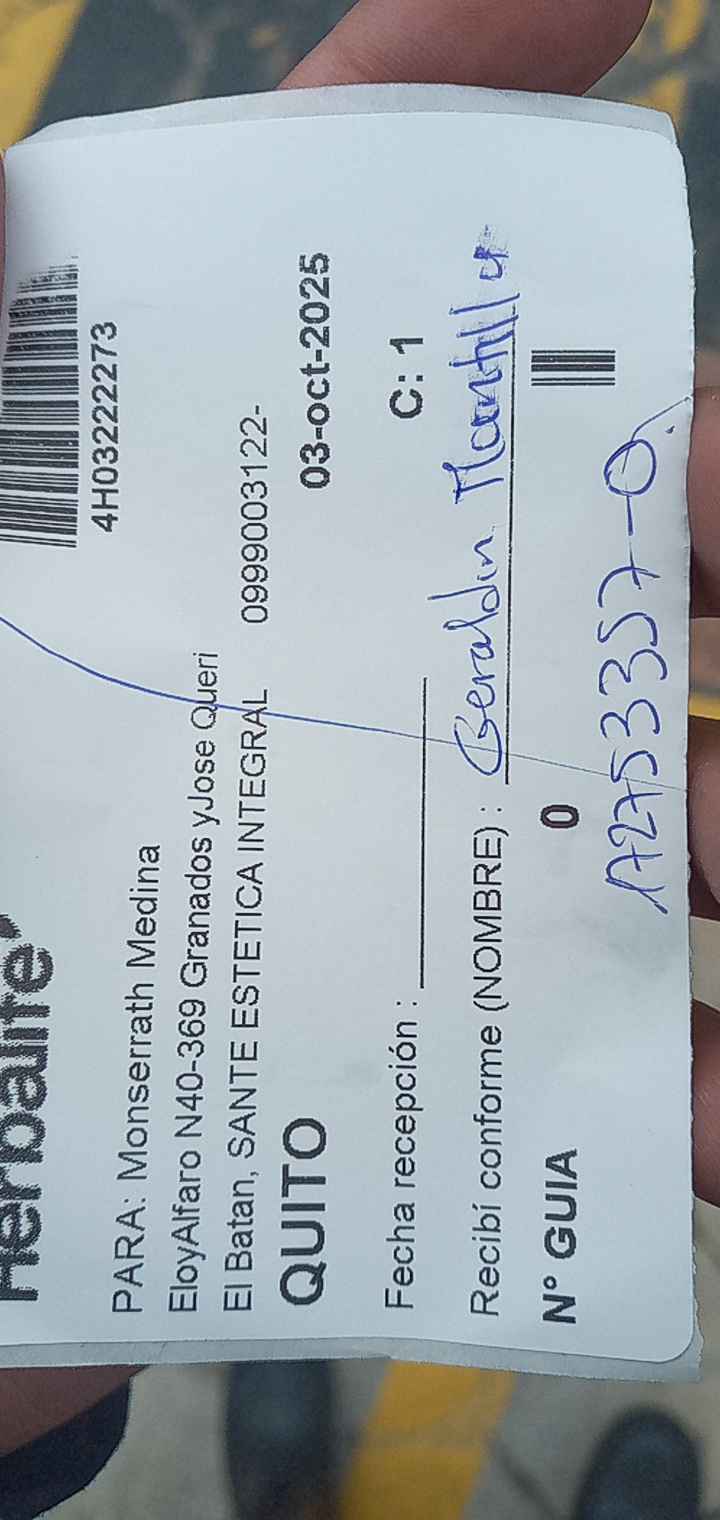 Herbalife
4H03222273
PARA: Monserrath Medina
EloyAlfaro N40-369 Granados yJose Queri
El Batan, SANTE ESTETICA INTEGRAL 0999003122-
QUITO 03-oct-2025
Fecha recepción : C: 1
Recibí conforme (NOMBRE) : Geraldin Mantilla
N° GUIA 0
172753357-0.